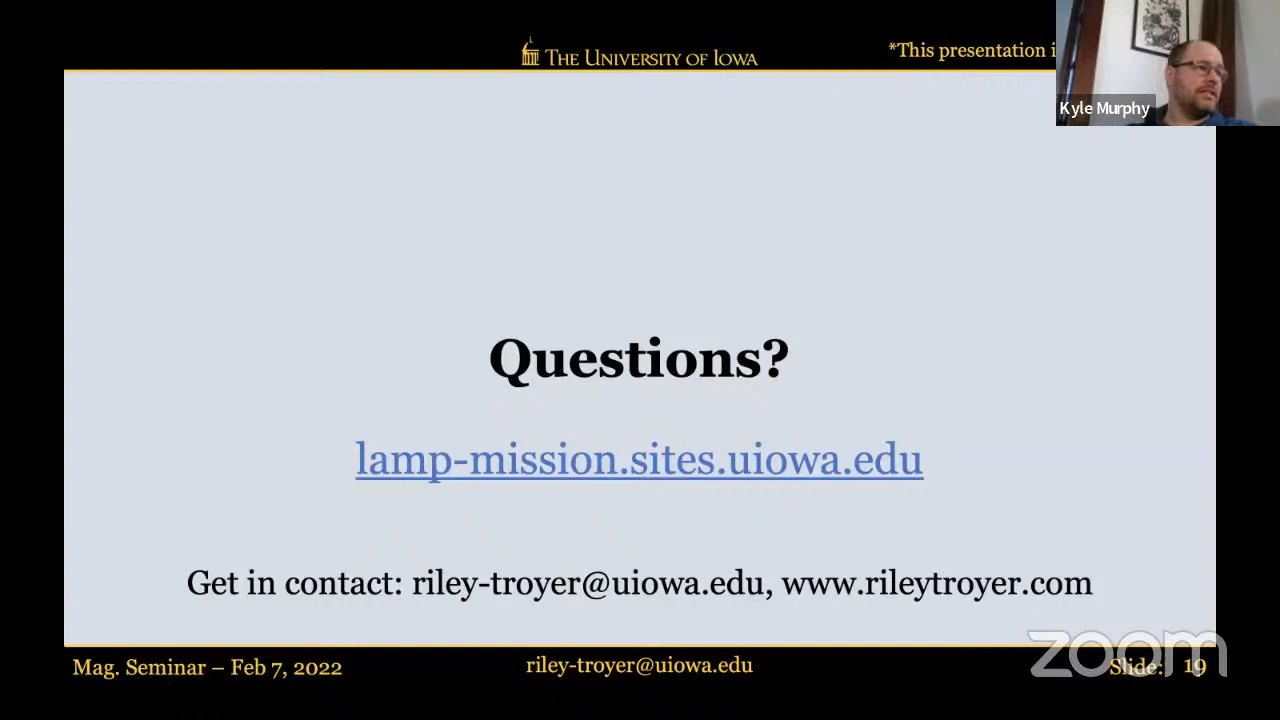 THE UNIVERSITY OF IOWA
*This presentation i
Kyle Murphy
Questions?
lamp-mission.sites.uiowa.edu
Get in contact: riley-troyer@uiowa.edu, www.rileytroyer.com
zoom
Mag. Seminar – Feb 7, 2022
riley-troyer@uiowa.edu
Slide: 19